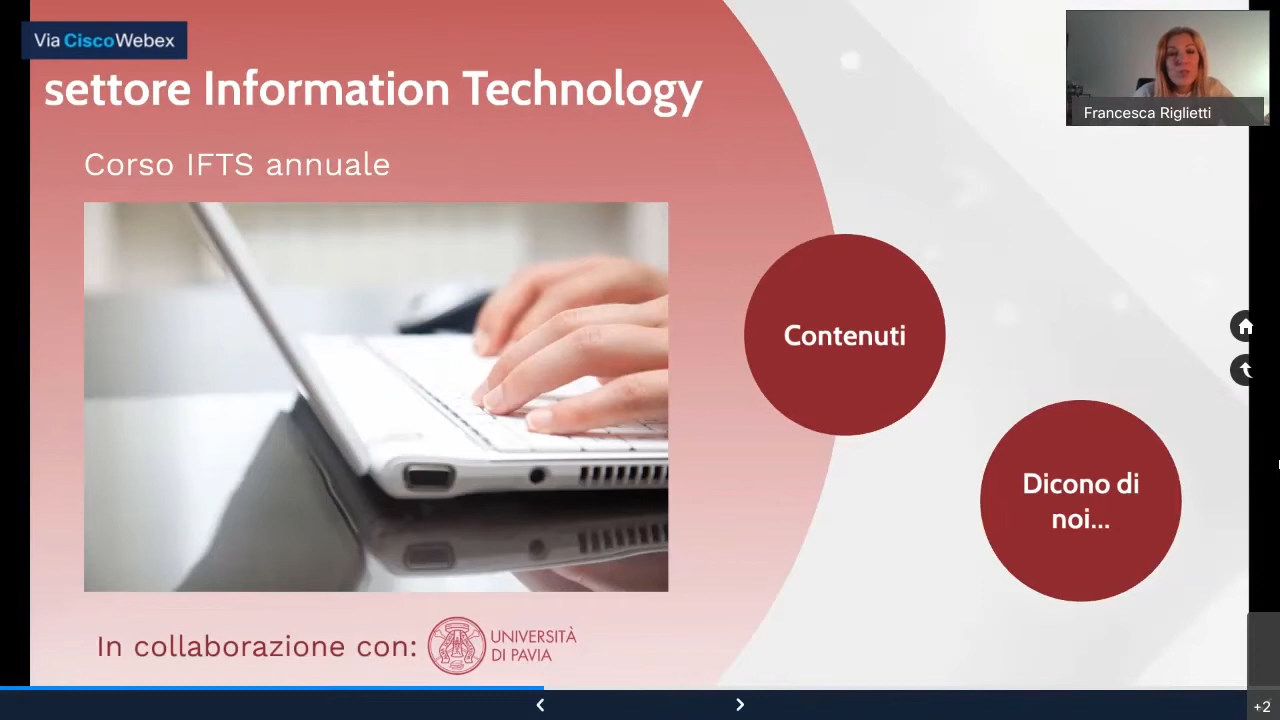 Via CiscoWebex
settore Information Technology
Francesca Riglietti
Corso IFTS annuale
Contenuti
Dicono di
noi...
In collaborazione con:
UNIVERSITÀ
DI PAVIA
+2